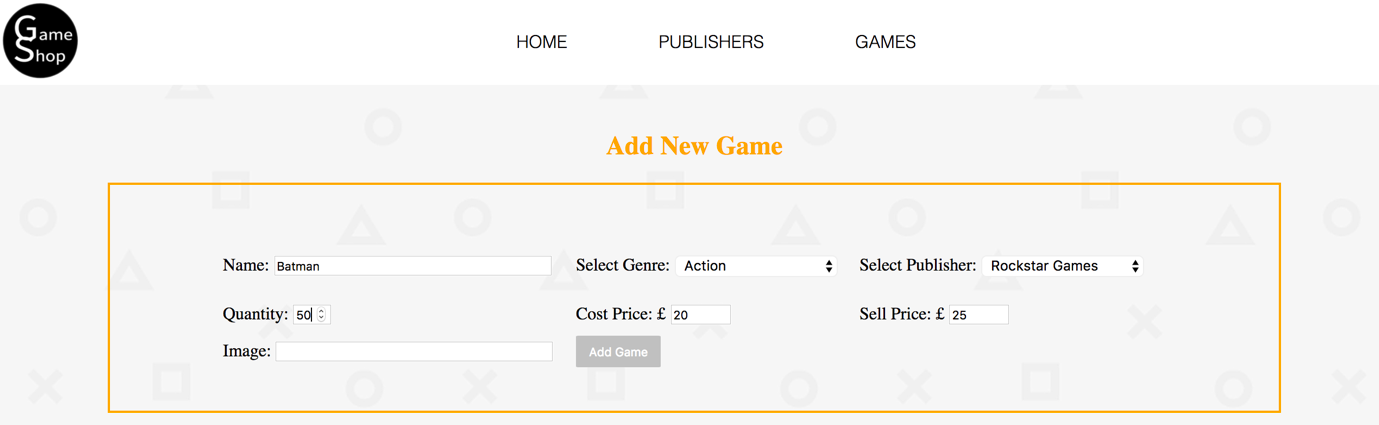 Game
Shop
HOME PUBLISHERS GAMES
Add New Game
Name: Batman Select Genre: Action Select Publisher: Rockstar Games
Quantity: 50 Cost Price: £ 20 Sell Price: £ 25
Image: Add Game